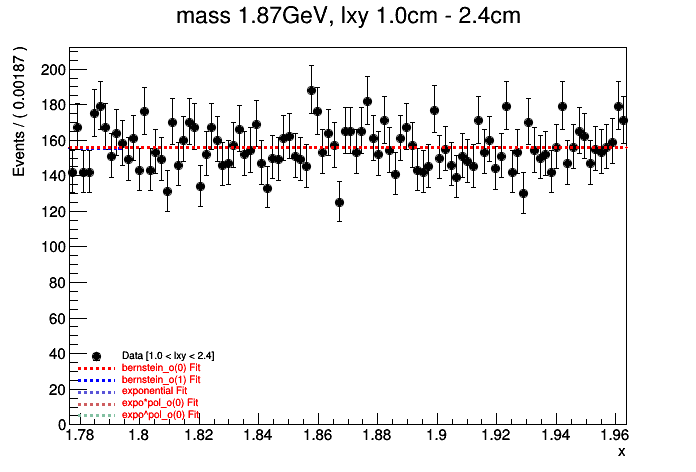 mass 1.87GeV, lxy 1.0cm - 2.4cm
Events / ( 0.00187 )
200
180
160
140
120
100
80
60
40
20
0
Data [1.0 < lxy < 2.4]
bernstein_o(0) Fit
bernstein_o(1) Fit
exponential Fit
expo*pol_o(0) Fit
expo^pol_o(0) Fit
1.78 1.8 1.82 1.84 1.86 1.88 1.9 1.92 1.94 1.96
x